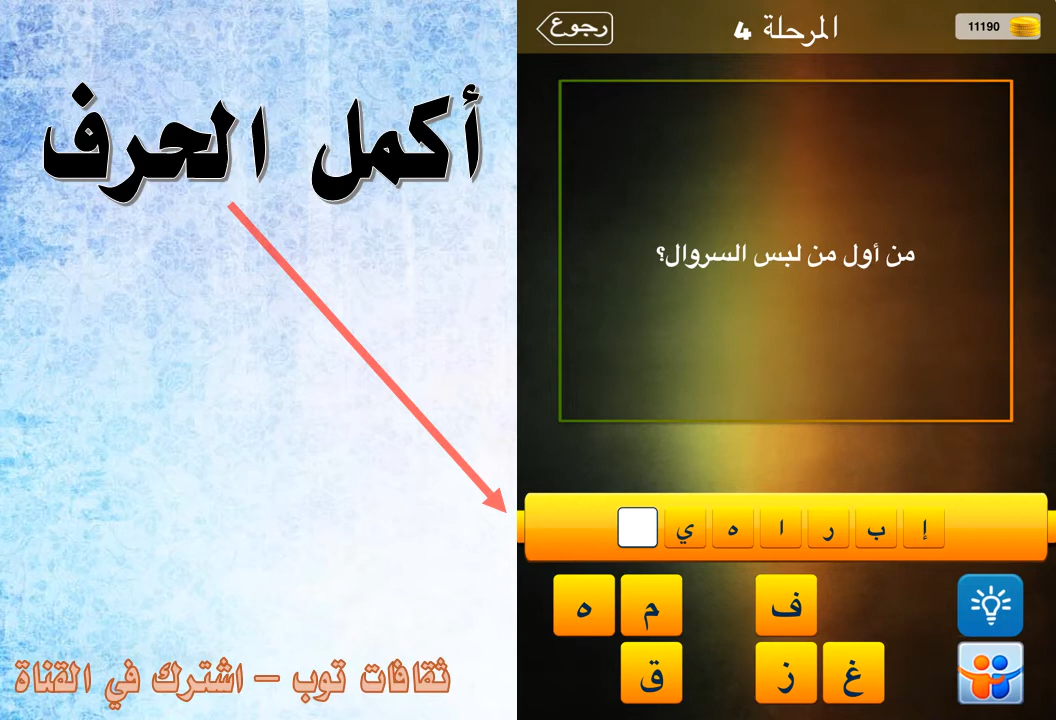 أكمل الحرف
ثقافات توب – اشترك في القناة
رجوع
المرحلة 4
11190
من أول من لبس السروال؟
إ ب ر ا ه ي
ف م ه
غ ز ق